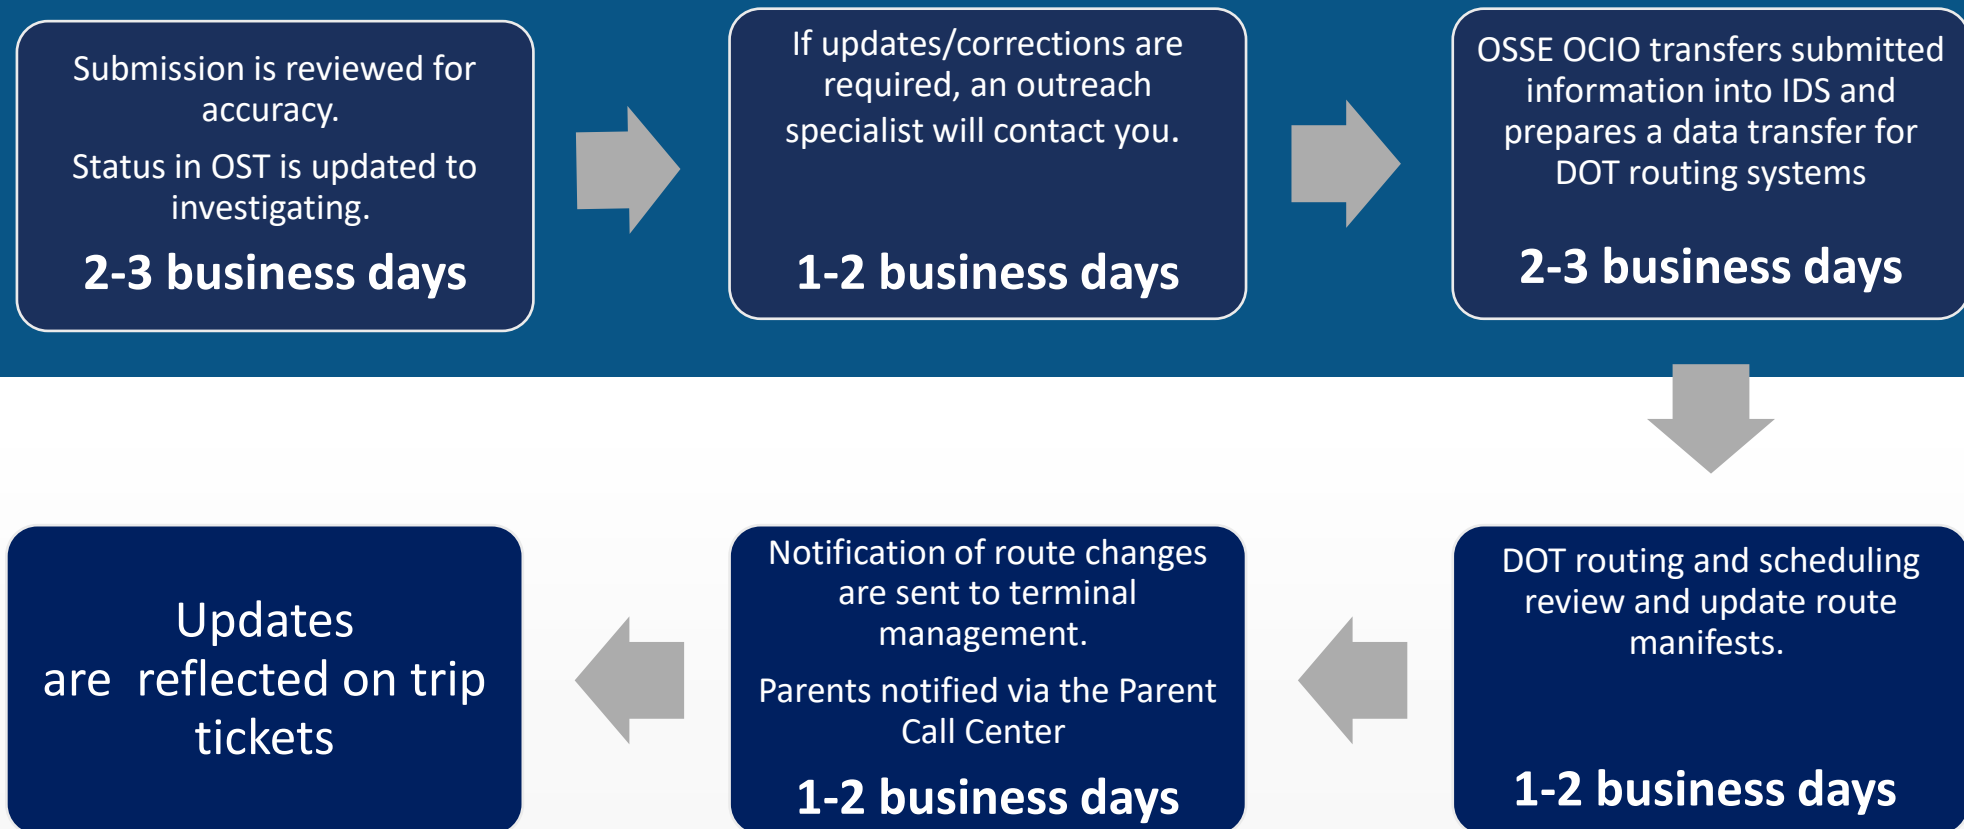 Submission is reviewed for
accuracy.
Status in OST is updated to
investigating.
2-3 business days
If updates/corrections are
required, an outreach
specialist will contact you.
1-2 business days
OSSE OCIO transfers submitted
information into IDS and
prepares a data transfer for
DOT routing systems
2-3 business days
DOT routing and scheduling
review and update route
manifests.
1-2 business days
Notification of route changes
are sent to terminal
management.
Parents notified via the Parent
Call Center
1-2 business days
Updates
are  reflected on trip
tickets